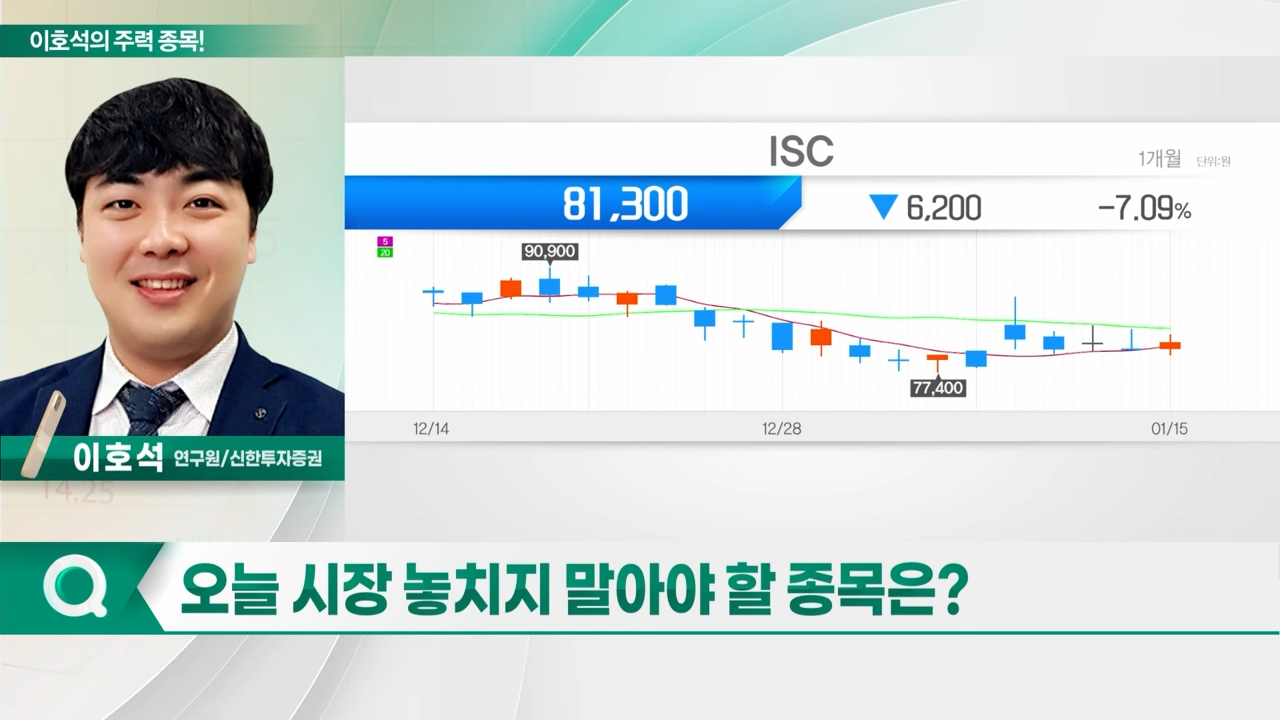 이호석의 주력 종목!
ISC
1개월 단위:원
81,300 ▼ 6,200 -7.09%
5
20
90,900
77,400
12/14 12/28 01/15
이호석 연구원/신한투자증권
14.25
오늘 시장 놓치지 말아야 할 종목은?